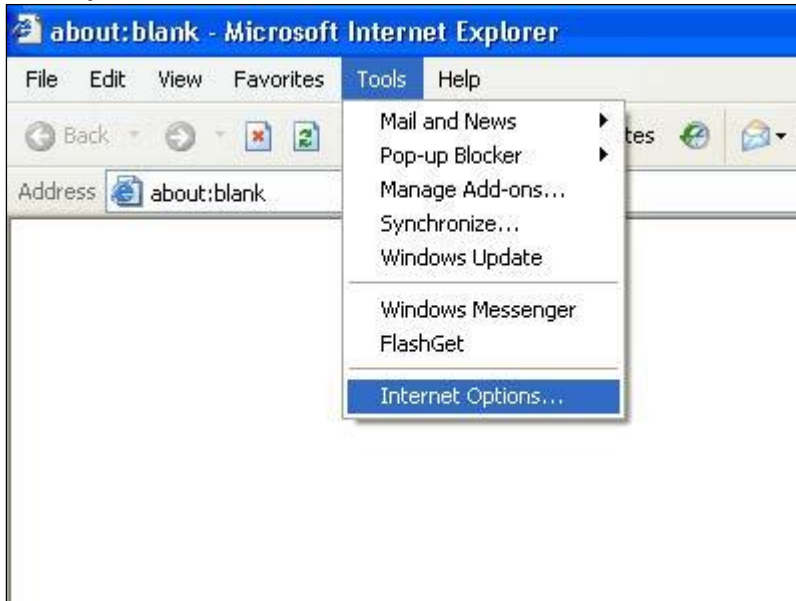 about:blank - Microsoft Internet Explorer
File Edit View Favorites Tools Help
Back
Mail and News
Pop-up Blocker
Manage Add-ons...
Synchronize...
Windows Update
Windows Messenger
FlashGet
Internet Options...
tes
Address about:blank